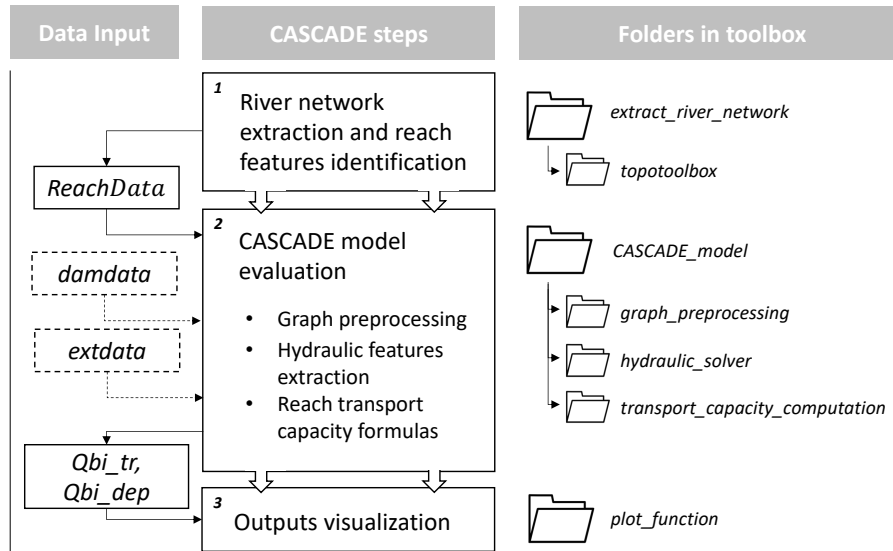 Data Input
CASCADE steps
Folders in toolbox
1
River network
extraction and reach
features identification
ReachData
2
CASCADE model
evaluation
• Graph preprocessing
• Hydraulic features
extraction
• Reach transport
capacity formulas
damdata
extdata
Qbi_tr,
Qbi_dep
3
Outputs visualization
extract_river_network
topotoolbox
CASCADE_model
graph_preprocessing
hydraulic_solver
transport_capacity_computation
plot_function